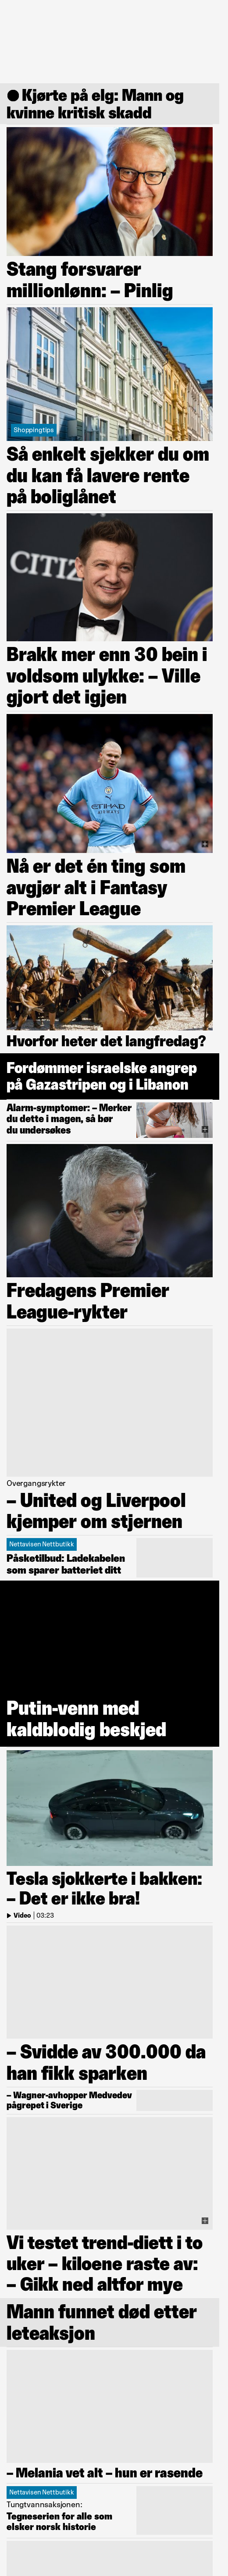 Kjørte på elg: Mann og
kvinne kritisk skadd
Stang forsvarer
millionlønn: – Pinlig
Shoppingtips
Så enkelt sjekker du om
du kan få lavere rente
på boliglånet
CITIZ
Brakk mer enn 30 bein i
voldsom ulykke: – Ville
gjort det igjen
ETIHAD
AIRWAYS
Nå er det én ting som
avgjør alt i Fantasy
Premier League
Hvorfor heter det langfredag?
Fordømmer israelske angrep
på Gazastripen og i Libanon
Alarm-symptomer: – Merker
du dette i magen, så bør
du undersøkes
Fredagens Premier
League-rykter
Overgangsrykter
– United og Liverpool
kjemper om stjernen
Nettavisen Nettbutikk
Påsketilbud: Ladekabelen
som sparer batteriet ditt
Putin-venn med
kaldblodig beskjed
Tesla sjokkerte i bakken:
– Det er ikke bra!
Video | 03:23
– Svidde av 300.000 da
han fikk sparken
– Wagner-avhopper Medvedev
pågrepet i Sverige
Vi testet trend-diett i to
uker – kiloene raste av:
– Gikk ned altfor mye
Mann funnet død etter
leteaksjon
– Melania vet alt – hun er rasende
Nettavisen Nettbutikk
Tungtvannsaksjonen:
Tegneserien for alle som
elsker norsk historie